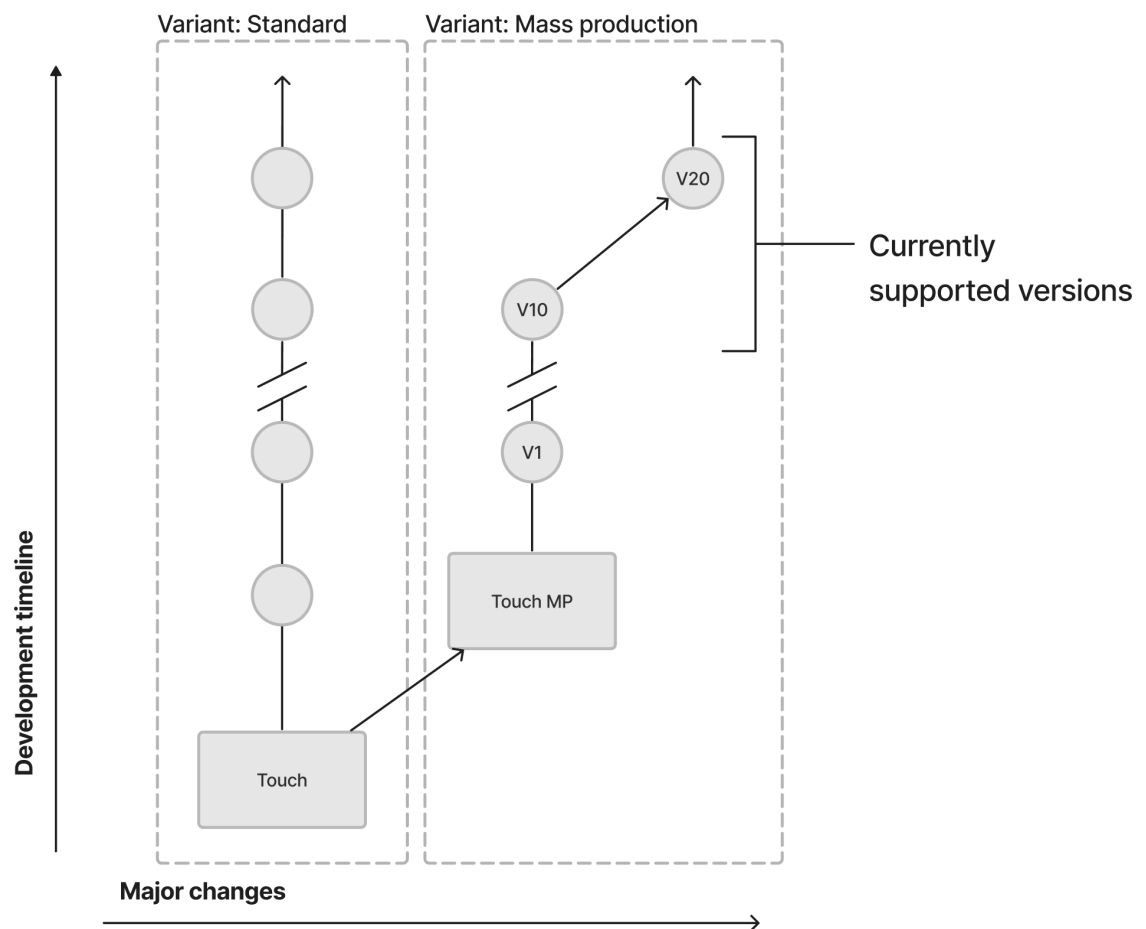 Variant: Standard
Variant: Mass production
V20
Currently
supported versions
V10
V1
Touch MP
Touch
Development timeline
Major changes